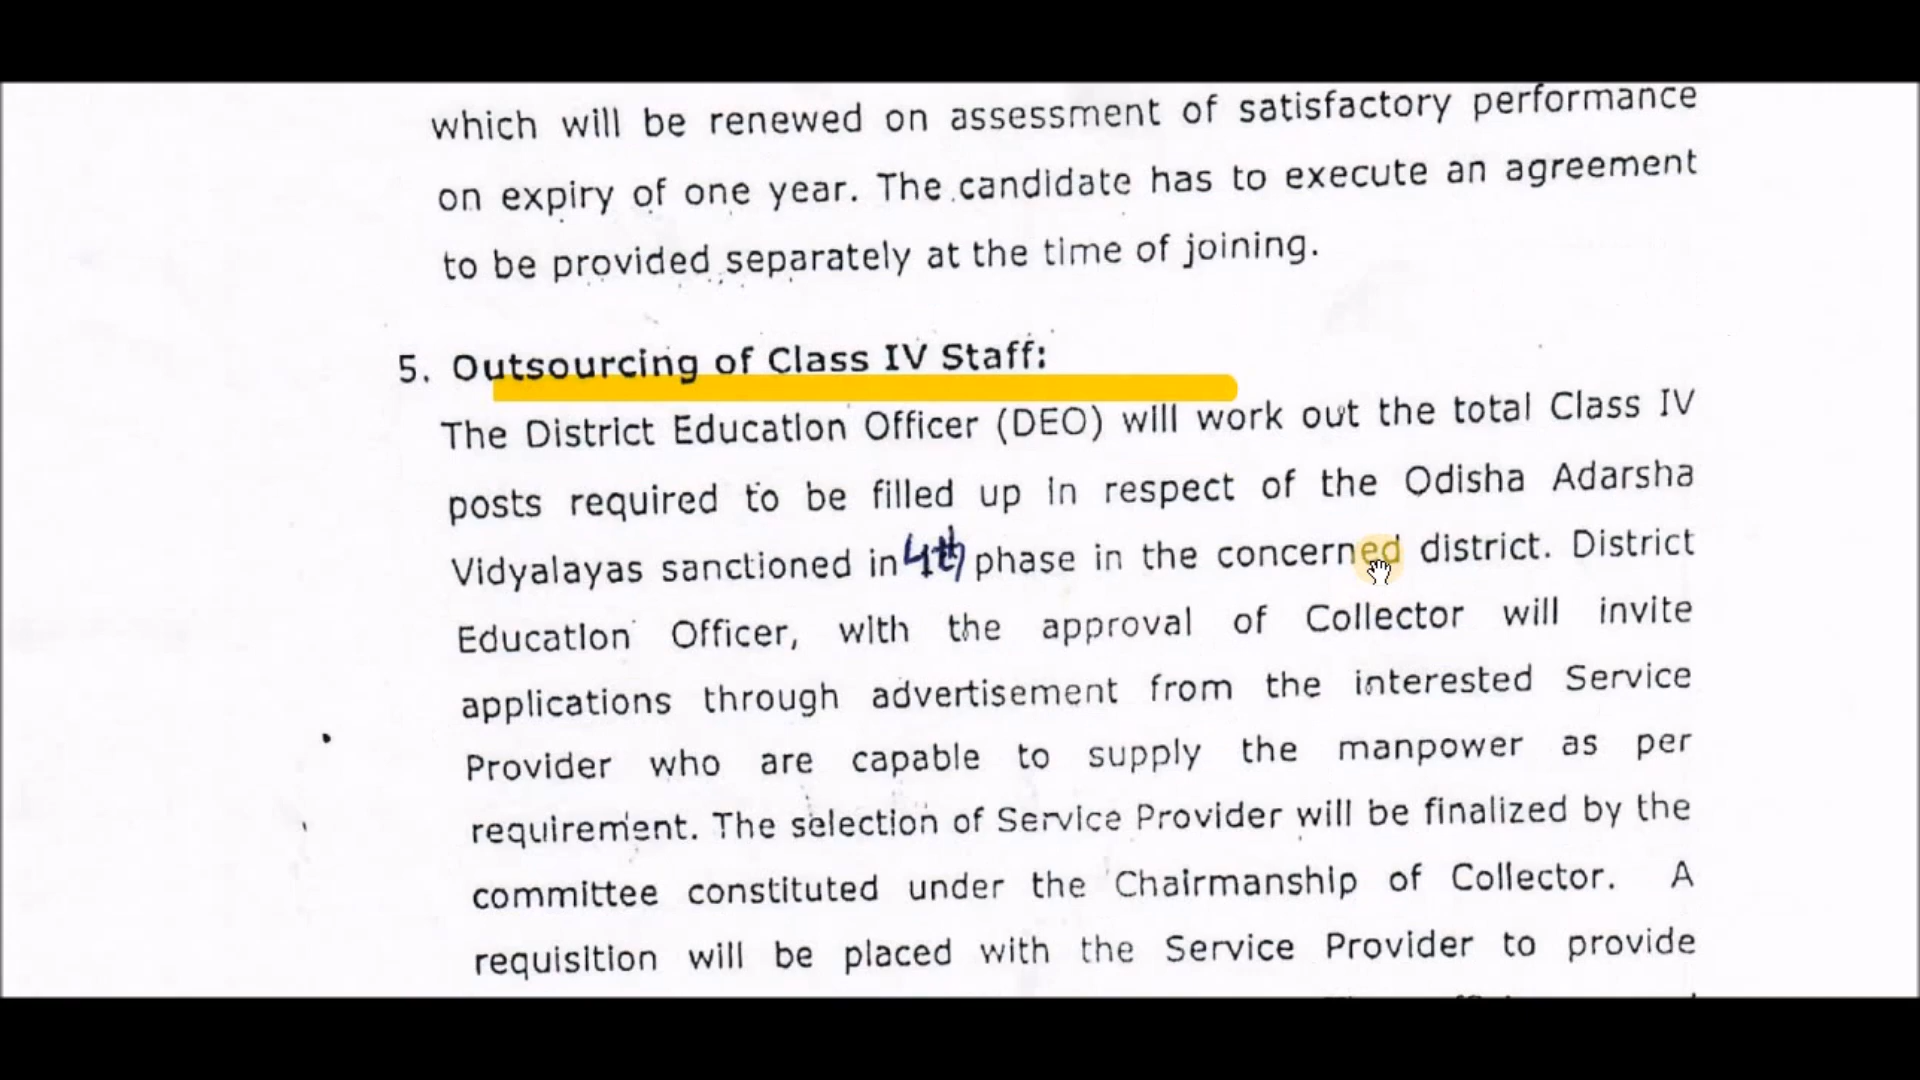 which will be renewed on assessment of satisfactory performance
on expiry of one year. The candidate has to execute an agreement
to be provided separately at the time of joining.
5. Outsourcing of Class IV Staff:
The District Education Officer (DEO) will work out the total Class IV
posts required to be filled up in respect of the Odisha Adarsha
Vidyalayas sanctioned in 4th phase in the concerned district. District
Education Officer, with the approval of Collector will invite
applications through advertisement from the interested Service
Provider who are capable to supply the manpower as per
requirement. The selection of Service Provider will be finalized by the
committee constituted under the Chairmanship of Collector. A
requisition will be placed with the Service Provider to provide